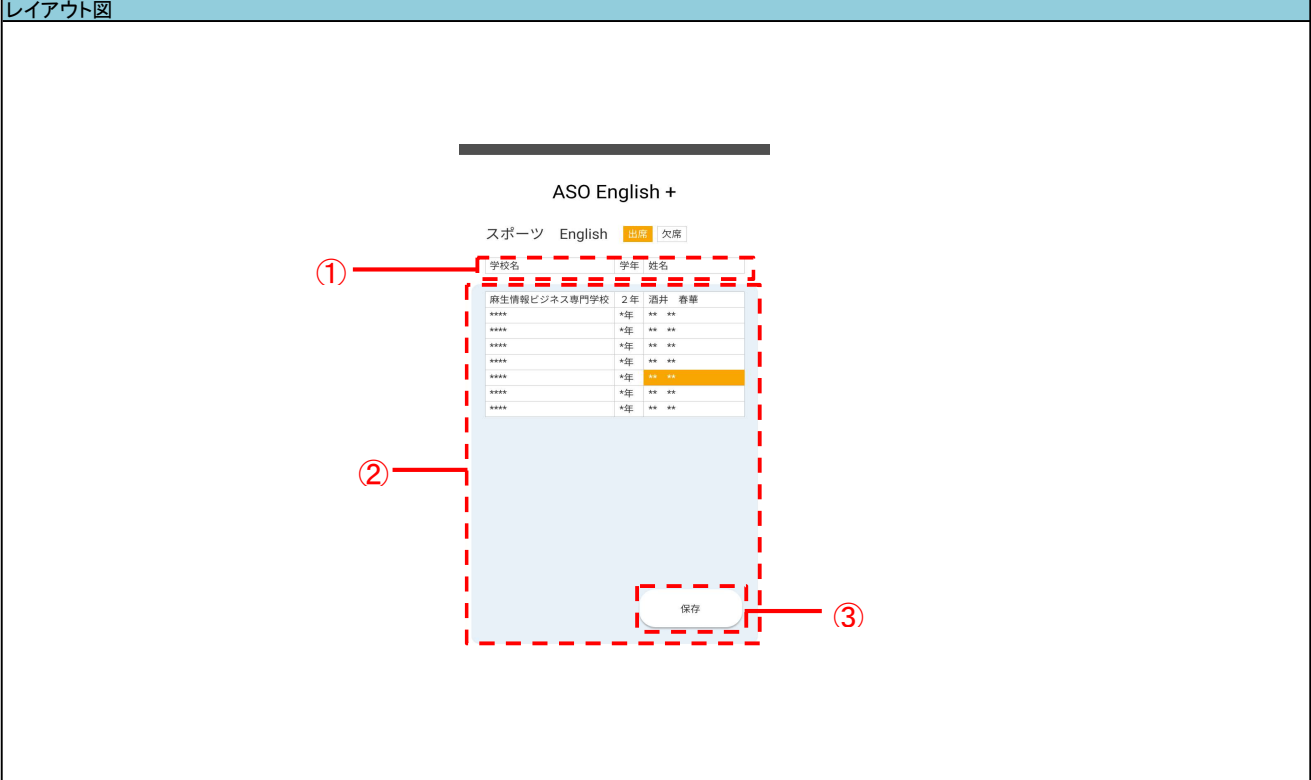 レイアウト図
ASO English +
スポーツ　English 出席 欠席
①
学校名 学年 姓名
麻生情報ビジネス専門学校 ２年 酒井　春華
**** *年 **　**
**** *年 **　**
**** *年 **　**
**** *年 **　**
**** *年 **　**
**** *年 **　**
**** *年 **　**
②
保存
③